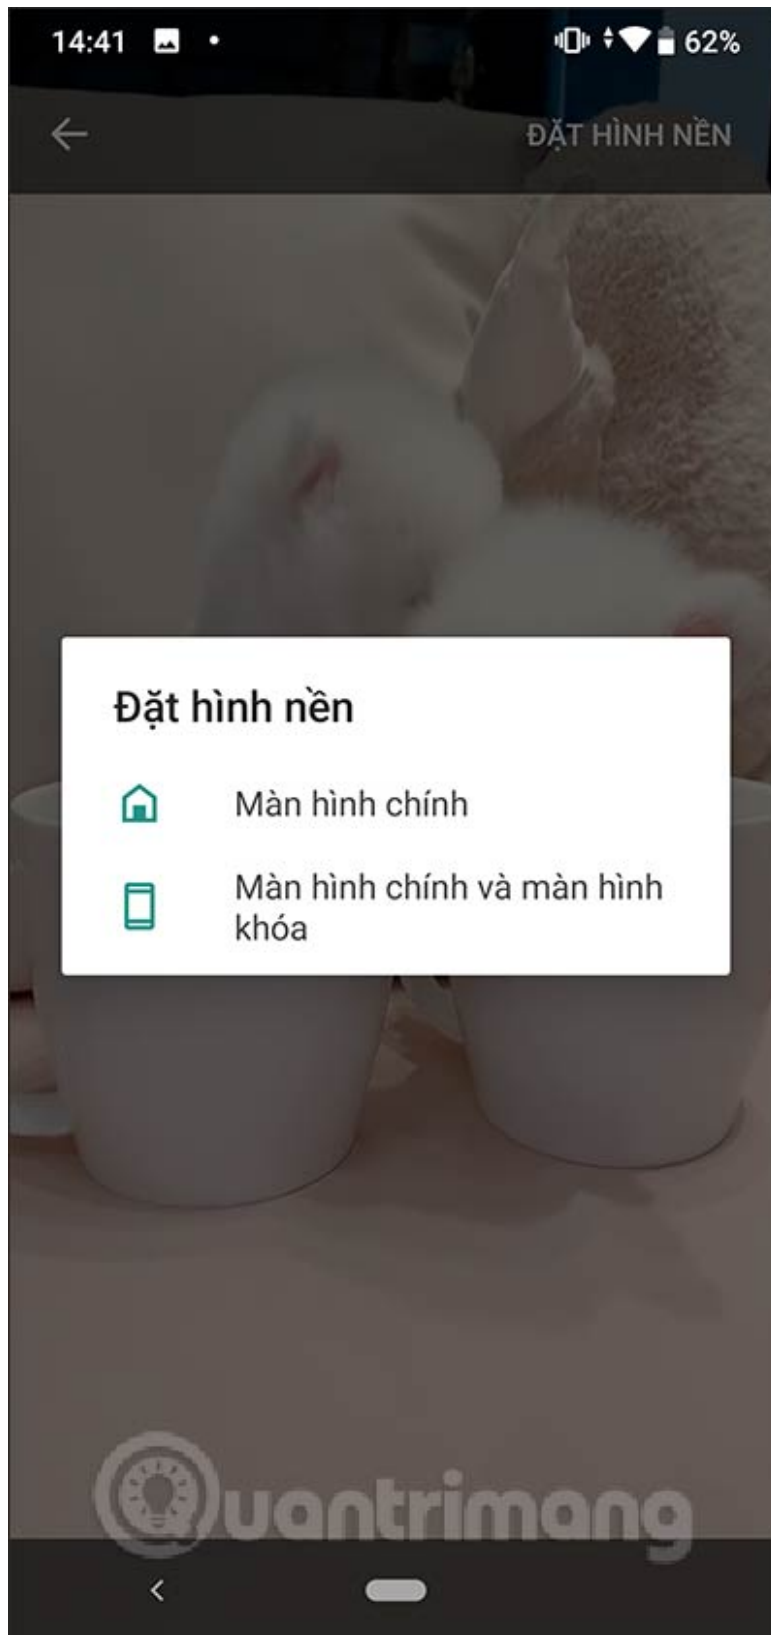 14:41
62%
ĐẶT HÌNH NỀN
Đặt hình nền
Màn hình chính
Màn hình chính và màn hình
khóa
Quantrimang